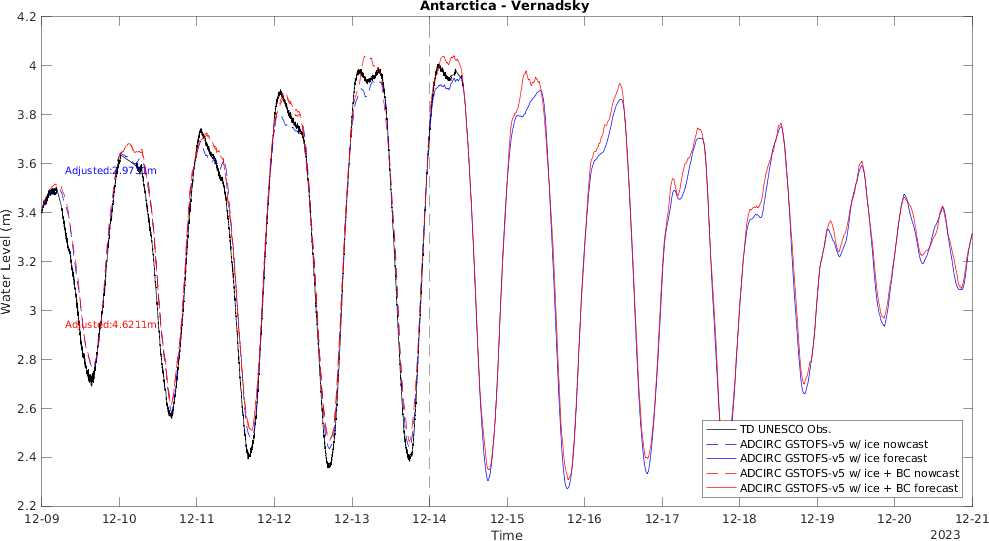 Antarctica - Vernadsky
4.2
4
3.8
3.6
3.4
3.2
3
2.8
2.6
2.4
2.2
Water Level (m)
Adjusted:4.6211m
TD UNESCO Obs.
ADCIRC GSTOFS-v5 w/ ice nowcast
ADCIRC GSTOFS-v5 w/ ice forecast
ADCIRC GSTOFS-v5 w/ ice + BC nowcast
ADCIRC GSTOFS-v5 w/ ice + BC forecast
12-09
12-10
12-11
12-12
12-13
12-14
12-15
12-16
12-17
12-18
12-19
12-20
12-21
Time
2023